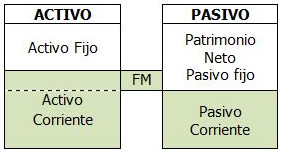 ACTIVO
Activo Fijo
Activo
Corriente
FM
PASIVO
Patrimonio
Neto
Pasivo fijo
Pasivo
Corriente